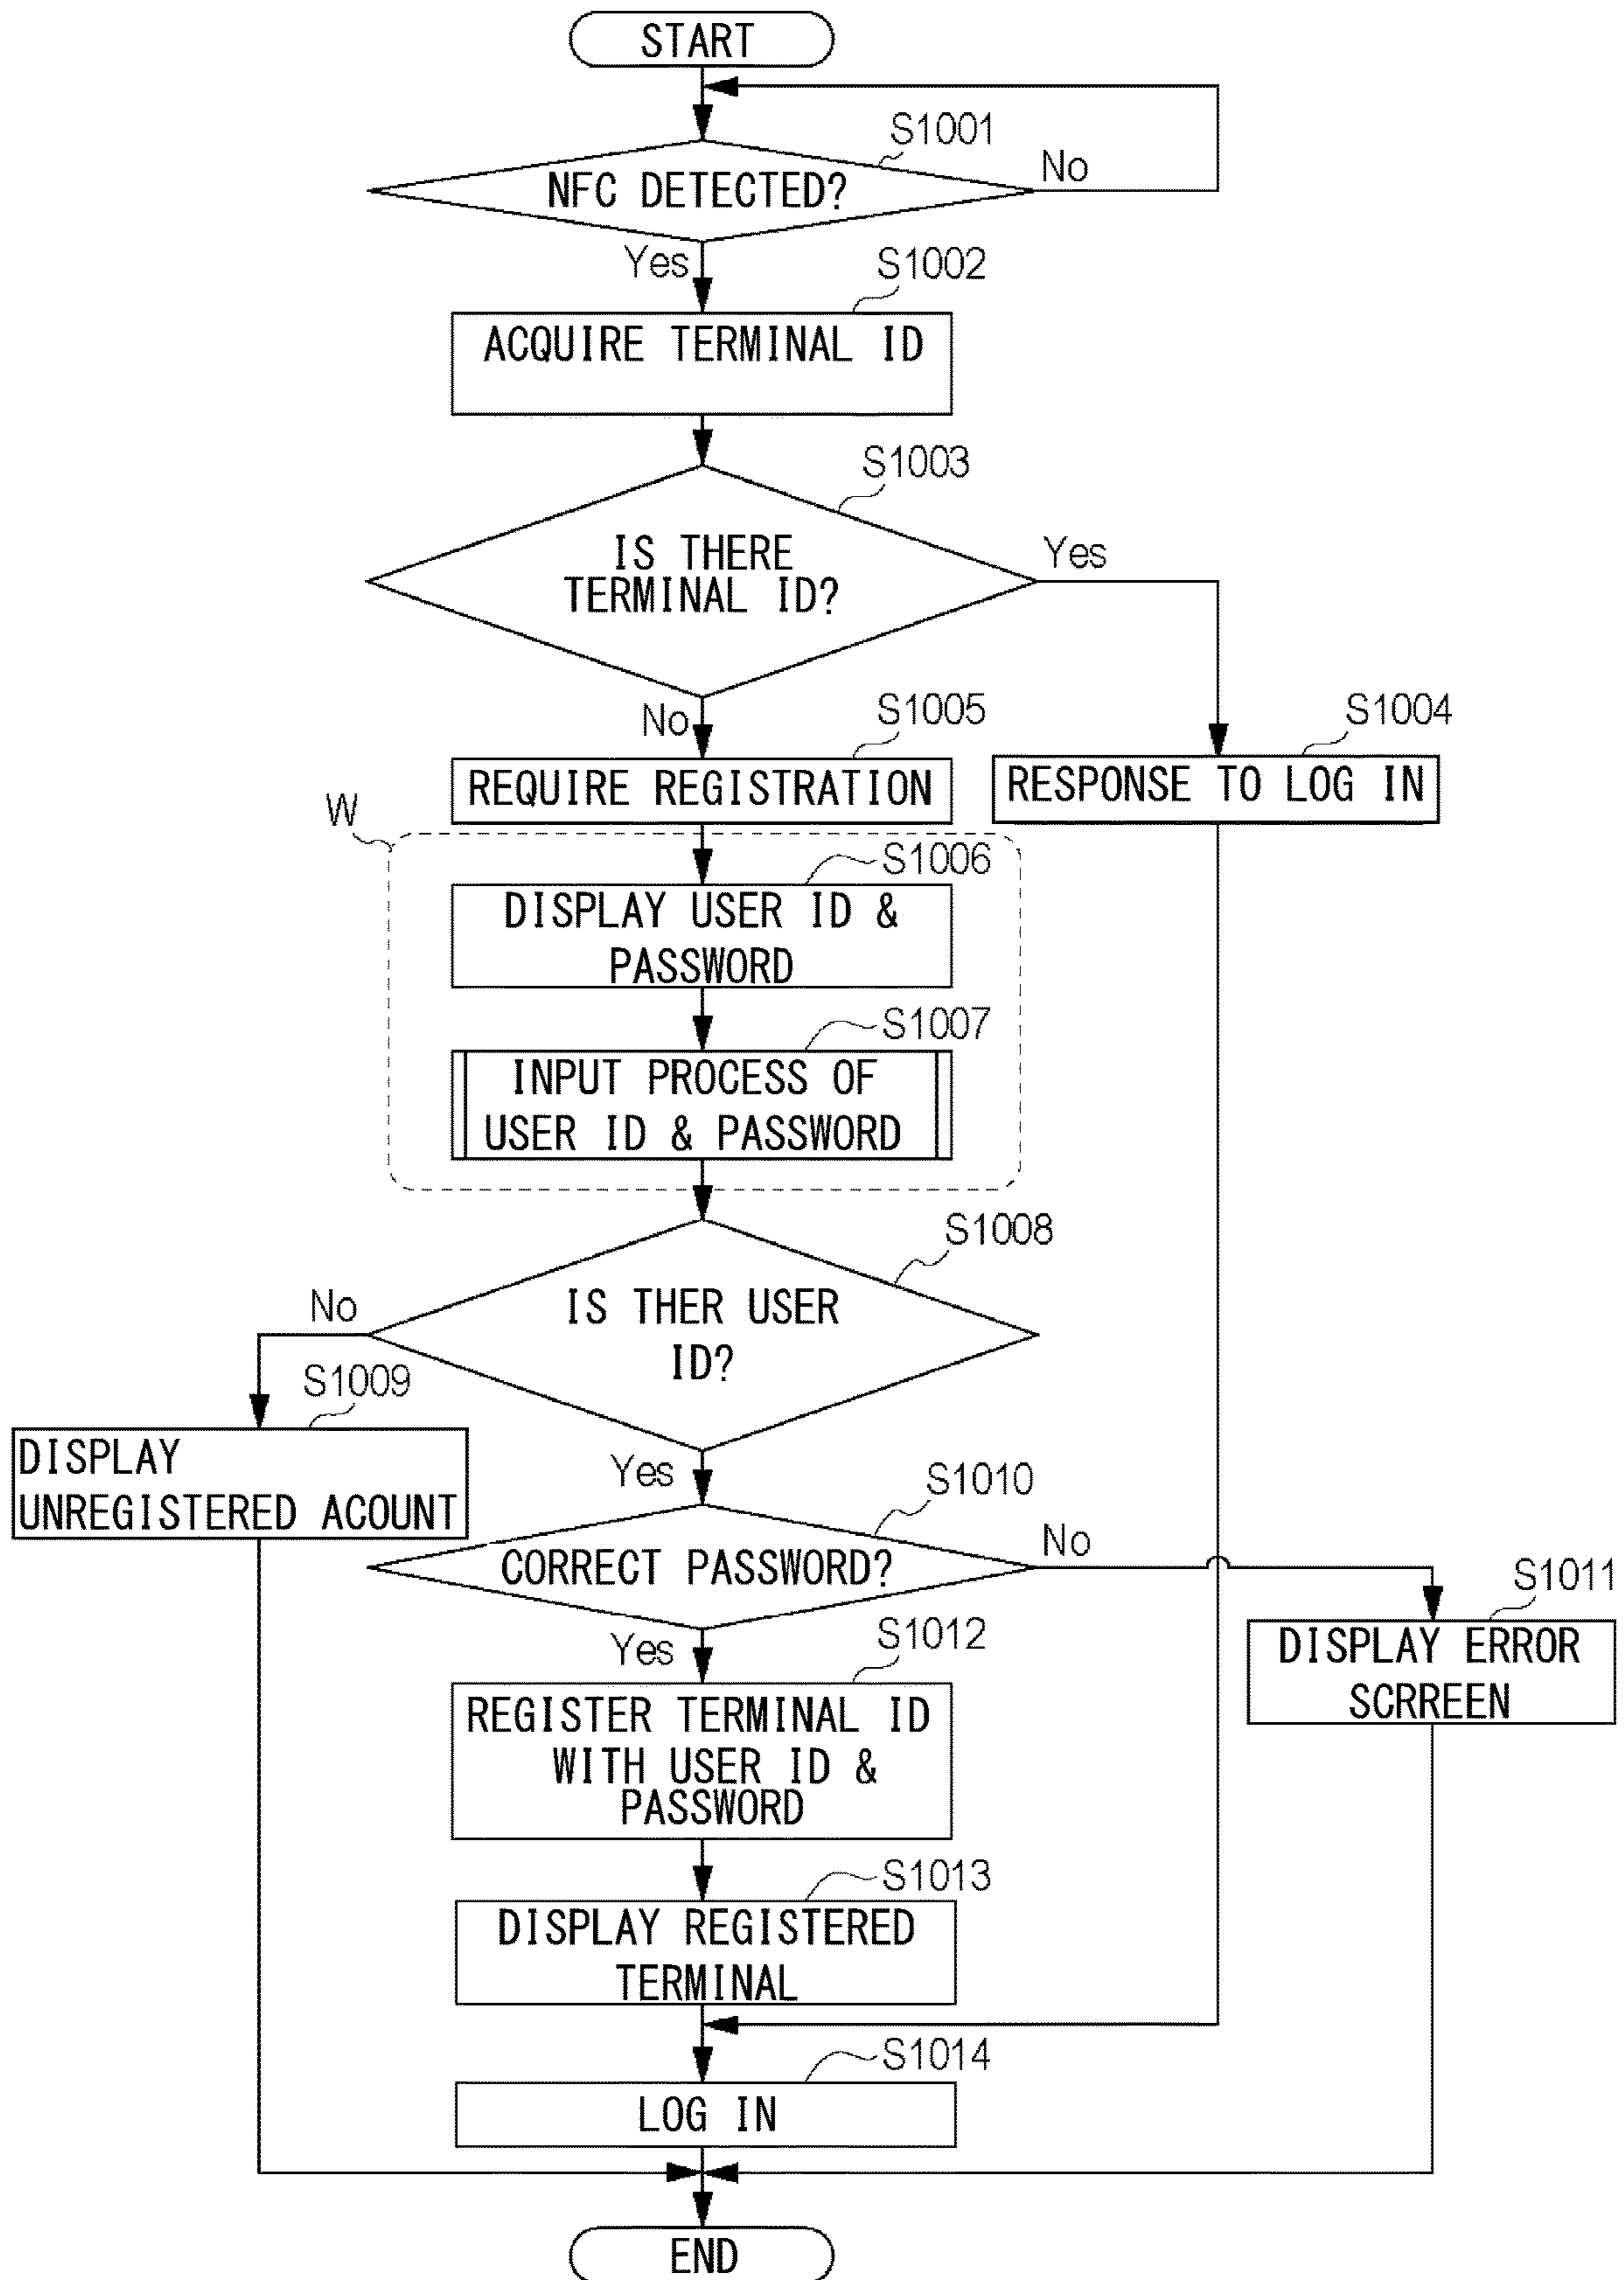 START
S1001
NFC DETECTED?
No
Yes
S1002
ACQUIRE TERMINAL ID
S1003
IS THERE
TERMINAL ID?
Yes
No
S1005
S1004
REQUIRE REGISTRATION
RESPONSE TO LOG IN
W
S1006
DISPLAY USER ID &
PASSWORD
S1007
INPUT PROCESS OF
USER ID & PASSWORD
S1008
IS THER USER
ID?
No
S1009
DISPLAY
UNREGISTERED ACOUNT
Yes
S1010
CORRECT PASSWORD?
No
S1011
DISPLAY ERROR
SCRREEN
Yes
S1012
REGISTER TERMINAL ID
WITH USER ID &
PASSWORD
S1013
DISPLAY REGISTERED
TERMINAL
S1014
LOG IN
END